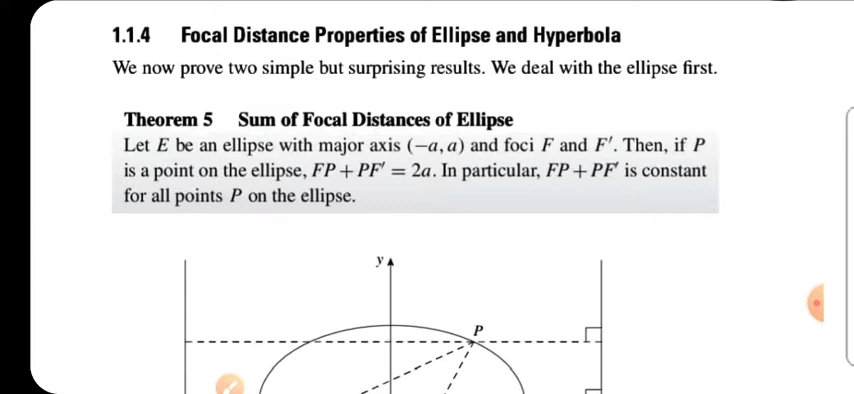 1.1.4 Focal Distance Properties of Ellipse and Hyperbola
We now prove two simple but surprising results. We deal with the ellipse first.
Theorem 5 Sum of Focal Distances of Ellipse
Let E be an ellipse with major axis (−a, a) and foci F and F′. Then, if P
is a point on the ellipse, FP + PF′ = 2a. In particular, FP + PF′ is constant
for all points P on the ellipse.
y
P